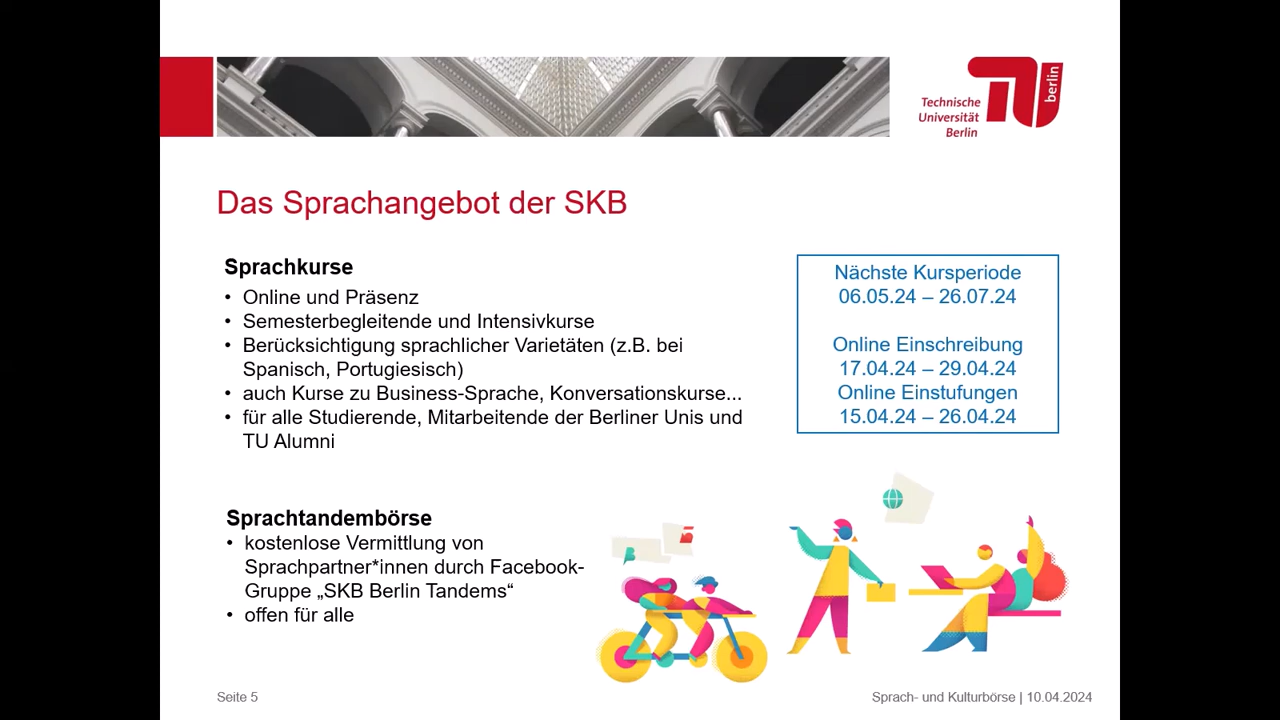 Technische
Universität
Berlin
berlin
Das Sprachangebot der SKB
Sprachkurse
• Online und Präsenz
• Semesterbegleitende und Intensivkurse
• Berücksichtigung sprachlicher Varietäten (z.B. bei
Spanisch, Portugiesisch)
• auch Kurse zu Business-Sprache, Konversationskurse...
• für alle Studierende, Mitarbeitende der Berliner Unis und
TU Alumni
Nächste Kursperiode
06.05.24 – 26.07.24
Online Einschreibung
17.04.24 – 29.04.24
Online Einstufungen
15.04.24 – 26.04.24
Sprachtandembörse
• kostenlose Vermittlung von
Sprachpartner*innen durch Facebook-
Gruppe „SKB Berlin Tandems“
• offen für alle
Seite 5
Sprach- und Kulturbörse | 10.04.2024